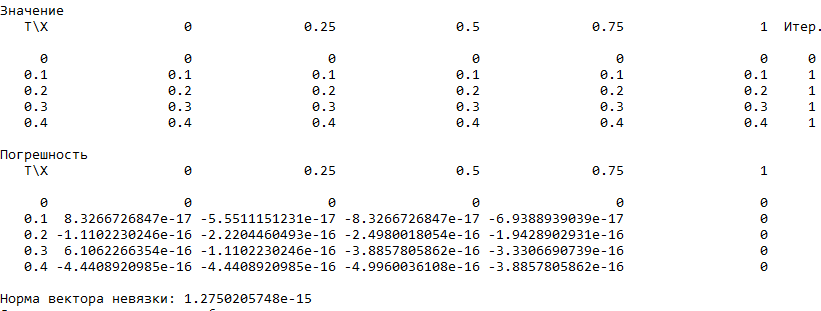 Значение
T\X 0 0.25 0.5 0.75 1 Итер.
0 0 0 0 0 0 0
0.1 0.1 0.1 0.1 0.1 0.1 1
0.2 0.2 0.2 0.2 0.2 0.2 1
0.3 0.3 0.3 0.3 0.3 0.3 1
0.4 0.4 0.4 0.4 0.4 0.4 1
Погрешность
T\X 0 0.25 0.5 0.75 1
0 0 0 0 0 0
0.1 8.3266726847e-17 -5.5511151231e-17 -8.3266726847e-17 -6.9388939039e-17 0
0.2 -1.1102230246e-16 -2.2204460493e-16 -2.4980018054e-16 -1.9428902931e-16 0
0.3 6.1062266354e-16 -1.1102230246e-16 -3.8857805862e-16 -3.3306690739e-16 0
0.4 -4.4408920985e-16 -4.4408920985e-16 -4.9960036108e-16 -3.8857805862e-16 0
Норма вектора невязки: 1.2750205748e-15